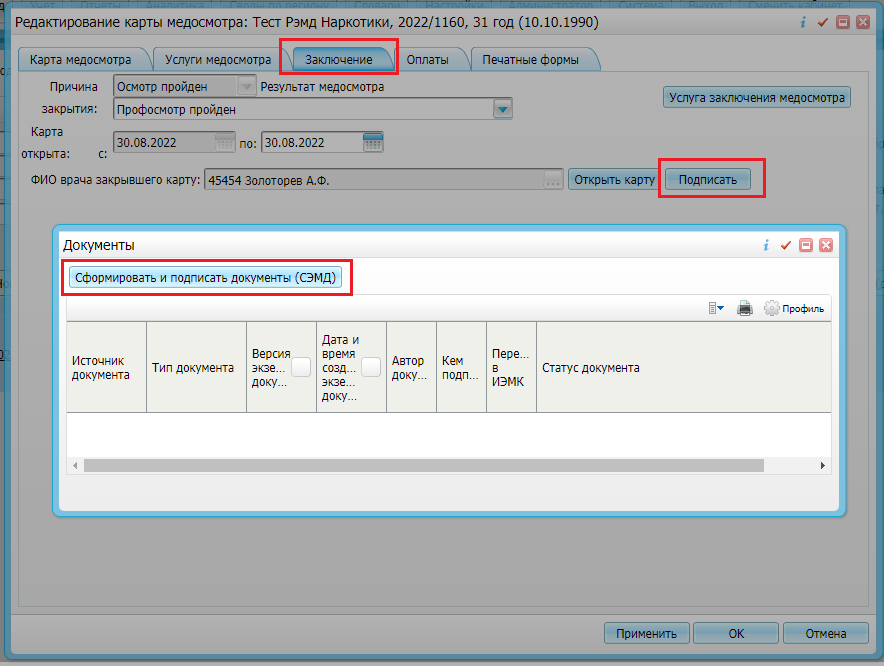 Редактирование карты медосмотра: Тест Рэмд Наркотики, 2022/1160, 31 год (10.10.1990)
Карта медосмотра Услуги медосмотра Заключение Оплаты Печатные формы
Причина Осмотр пройден Результат медосмотра
закрытия: Профосмотр пройден
Услуга заключения медосмотра
Карта
открыта: с: 30.08.2022 по: 30.08.2022
ФИО врача закрывшего карту: 45454 Золоторев А.Ф. ... Открыть карту Подписать
Документы
Сформировать и подписать документы (СЭМД)
Профиль
Источник
документа
Тип документа
Версия
экзе...
доку...
Дата и
время
созд...
экзе...
доку...
Автор
доку...
Кем
подп...
Пере...
в
ИЭМК
Статус документа
Применить ОК Отмена